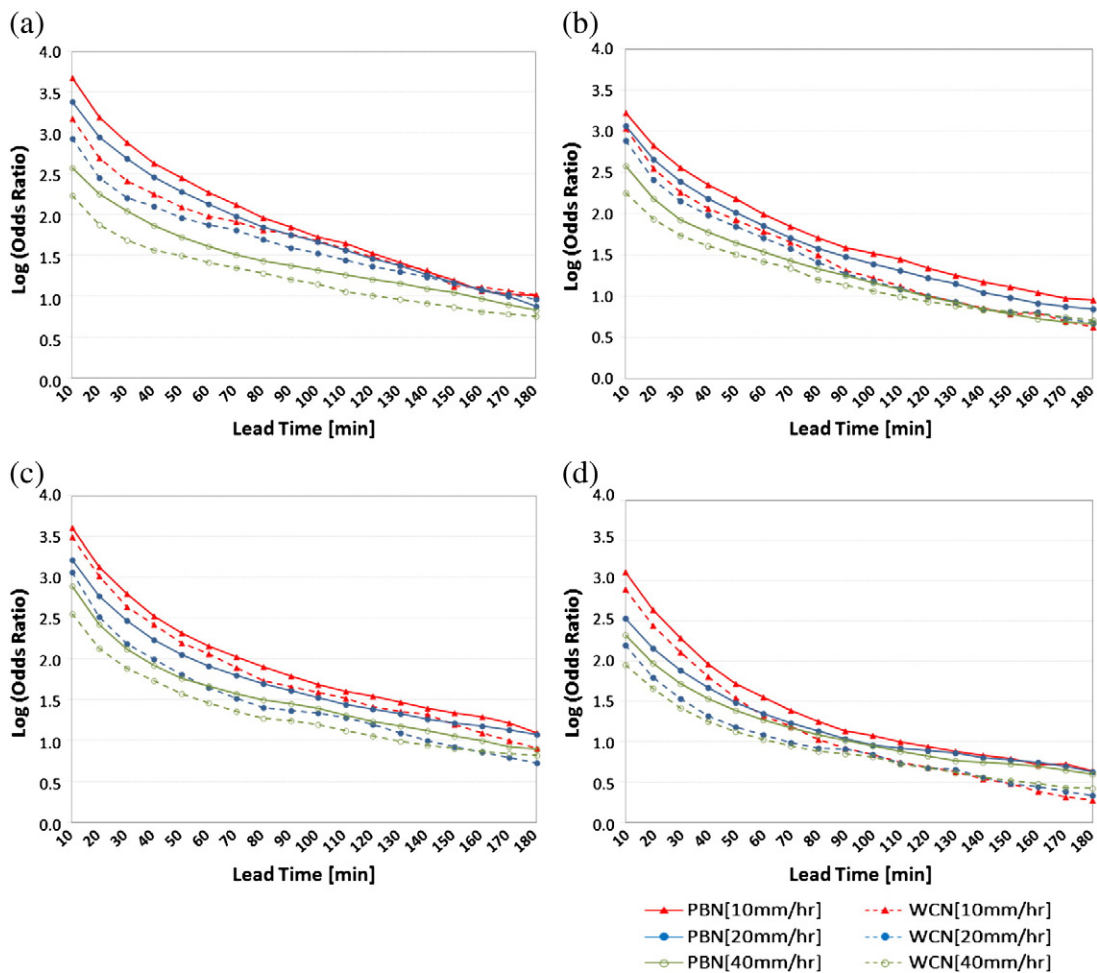 (a)
4.0
3.5
3.0
2.5
2.0
1.5
1.0
0.5
0.0
Log (Odds Ratio)
10 20 30 40 50 60 70 80 90 100 110 120 130 140 150 160 170 180
Lead Time [min]
(b)
4.0
3.5
3.0
2.5
2.0
1.5
1.0
0.5
0.0
Log (Odds Ratio)
10 20 30 40 50 60 70 80 90 100 110 120 130 140 150 160 170 180
Lead Time [min]
(c)
4.0
3.5
3.0
2.5
2.0
1.5
1.0
0.5
0.0
Log (Odds Ratio)
10 20 30 40 50 60 70 80 90 100 110 120 130 140 150 160 170 180
Lead Time [min]
(d)
4.0
3.5
3.0
2.5
2.0
1.5
1.0
0.5
0.0
Log (Odds Ratio)
10 20 30 40 50 60 70 80 90 100 110 120 130 140 150 160 170 180
Lead Time [min]
PBN[10mm/hr] WCN[10mm/hr]
PBN[20mm/hr] WCN[20mm/hr]
PBN[40mm/hr] WCN[40mm/hr]